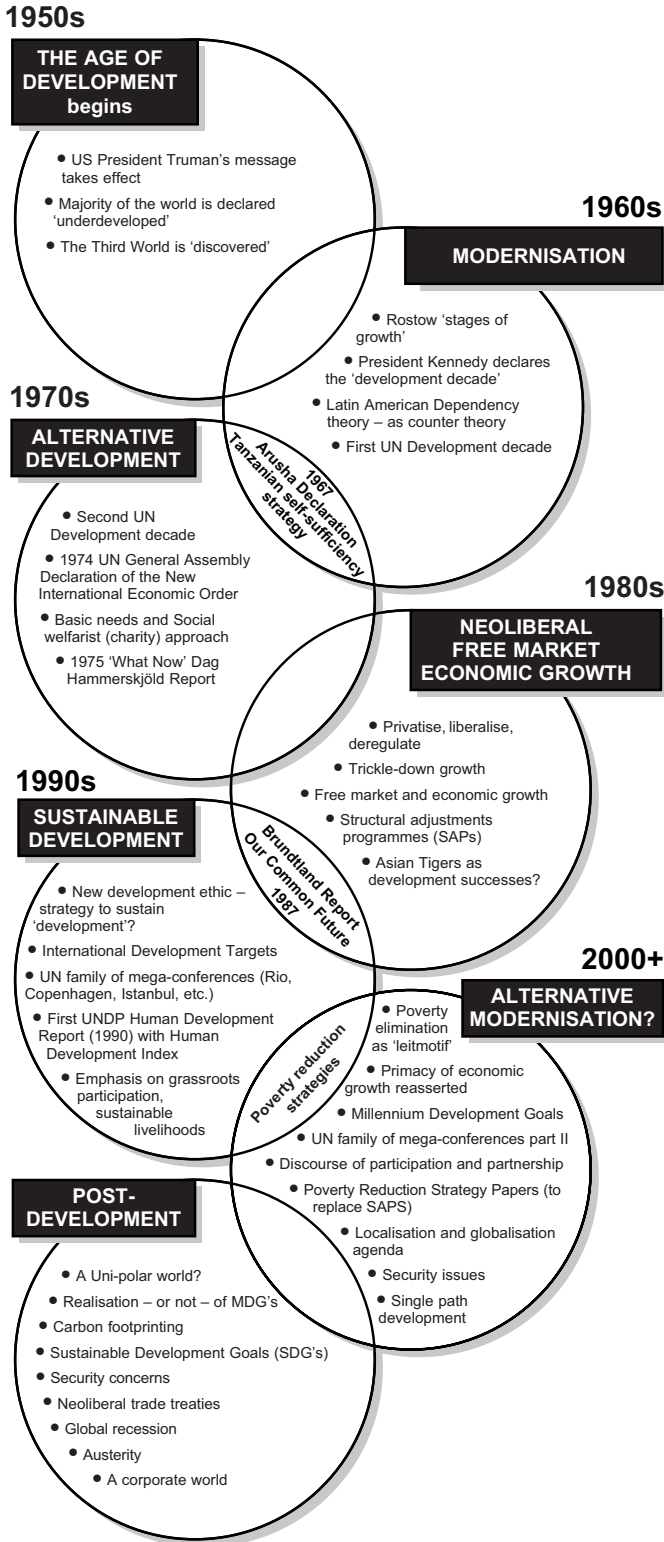 1950s
THE AGE OF
DEVELOPMENT
begins
• US President Truman's message
takes effect
• Majority of the world is declared
'underdeveloped'
• The Third World is 'discovered'
1960s
MODERNISATION
• Rostow 'stages of
growth'
• President Kennedy declares
the 'development decade'
• Latin American Dependency
theory – as counter theory
• First UN Development decade
1967
Arusha Declaration
Tanzanian self-sufficiency
strategy
1970s
ALTERNATIVE
DEVELOPMENT
• Second UN
Development decade
• 1974 UN General Assembly
Declaration of the New
International Economic Order
• Basic needs and Social
welfarist (charity) approach
• 1975 'What Now' Dag
Hammerskjöld Report
1980s
NEOLIBERAL
FREE MARKET
ECONOMIC GROWTH
• Privatise, liberalise,
deregulate
• Trickle-down growth
• Free market and economic growth
• Structural adjustments
programmes (SAPs)
• Asian Tigers as
development successes?
Brundtland Report
Our Common Future
1987
1990s
SUSTAINABLE
DEVELOPMENT
• New development ethic –
strategy to sustain
'development'?
• International Development Targets
• UN family of mega-conferences (Rio,
Copenhagen, Istanbul, etc.)
• First UNDP Human Development
Report (1990) with Human
Development Index
• Emphasis on grassroots
participation,
sustainable
livelihoods
Poverty reduction
strategies
2000+
ALTERNATIVE
MODERNISATION?
• Poverty
elimination
as 'leitmotif'
• Primacy of economic
growth reasserted
• Millennium Development Goals
• UN family of mega-conferences part II
• Discourse of participation and partnership
• Poverty Reduction Strategy Papers (to
replace SAPS)
• Localisation and globalisation
agenda
• Security issues
• Single path
development
POST-
DEVELOPMENT
• A Uni-polar world?
• Realisation – or not – of MDG's
• Carbon footprinting
• Sustainable Development Goals (SDG's)
• Security concerns
• Neoliberal trade treaties
• Global recession
• Austerity
• A corporate world